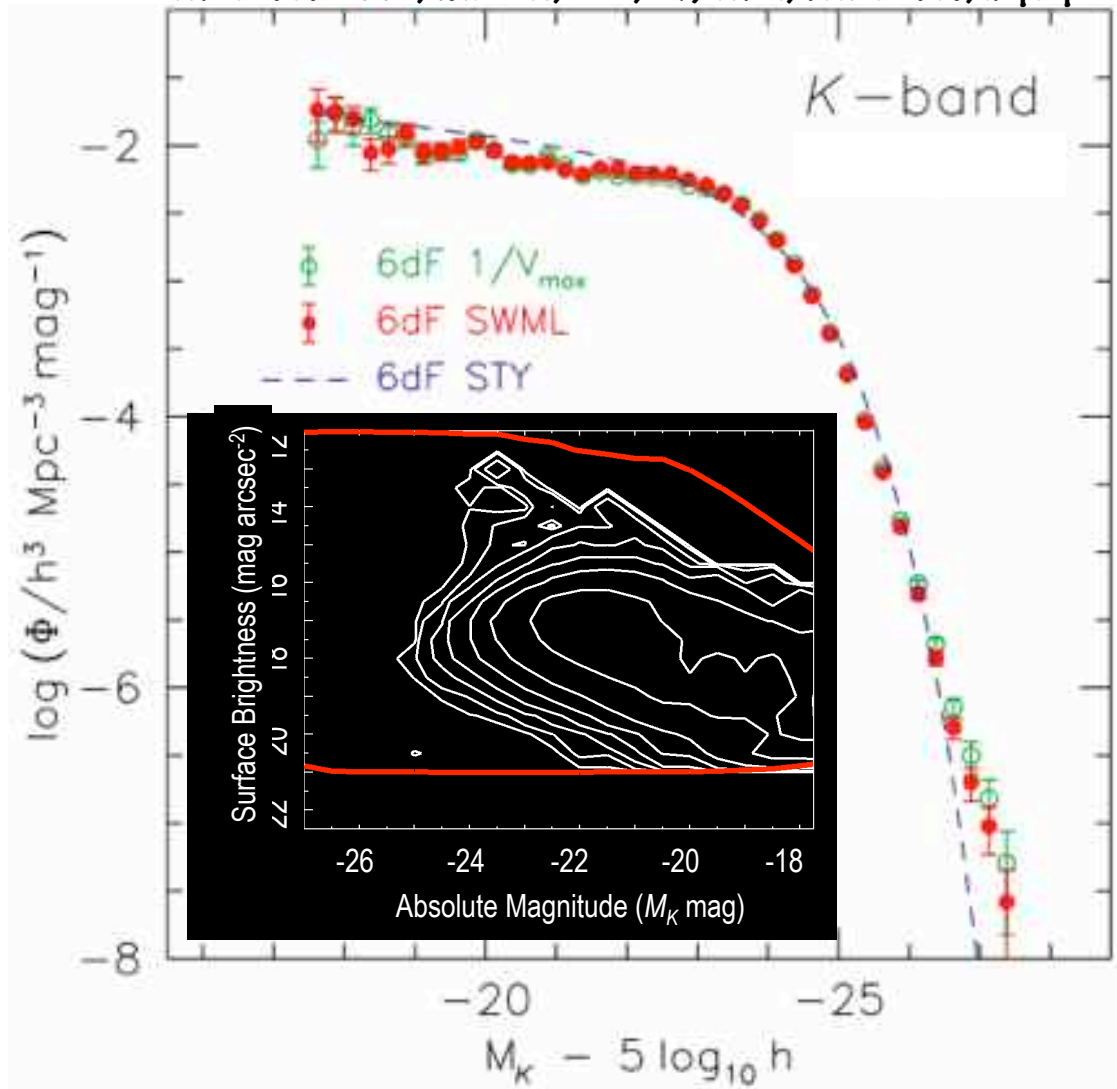 K-band
-2
-4
-6
-8
log (Φ/h³ Mpc⁻³ mag⁻¹)
6dF 1/Vmax
6dF SWML
6dF STY
Surface Brightness (mag arcsec⁻²)
12
14
16
18
20
22
-26 -24 -22 -20 -18
Absolute Magnitude (M_K mag)
-20 -25
M_K − 5 log₁₀ h